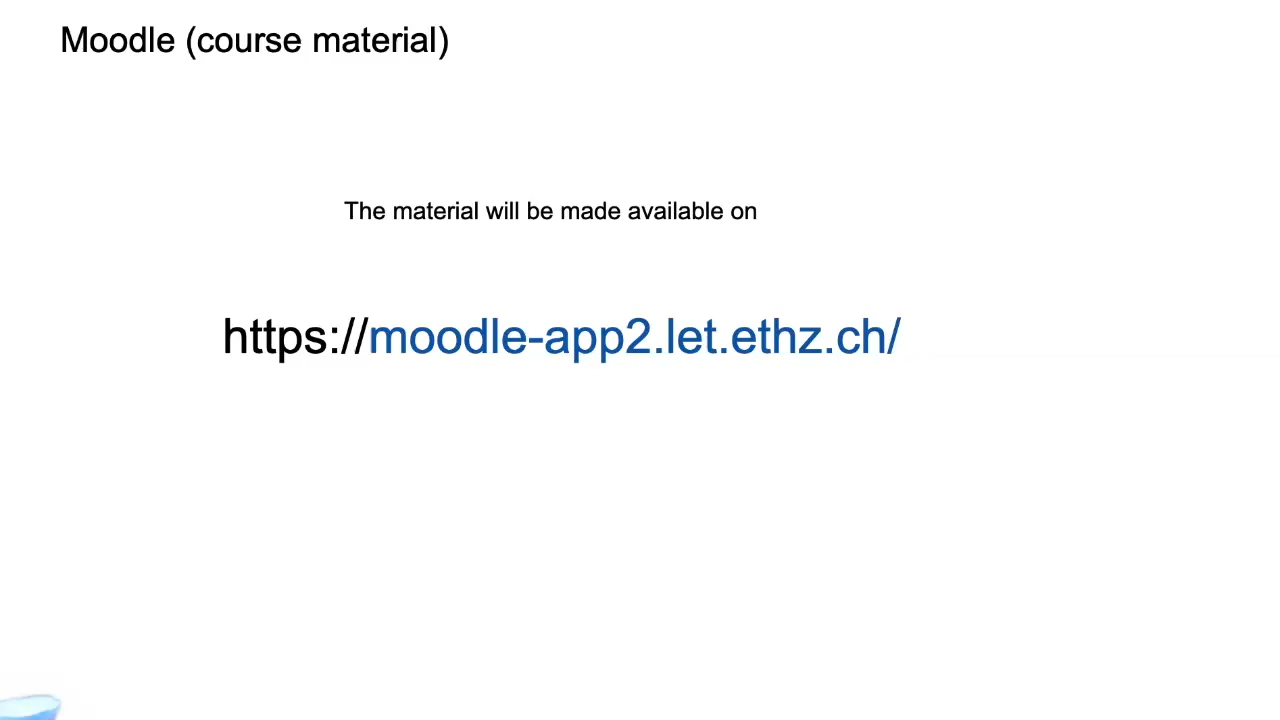 Moodle (course material)
The material will be made available on
https://moodle-app2.let.ethz.ch/